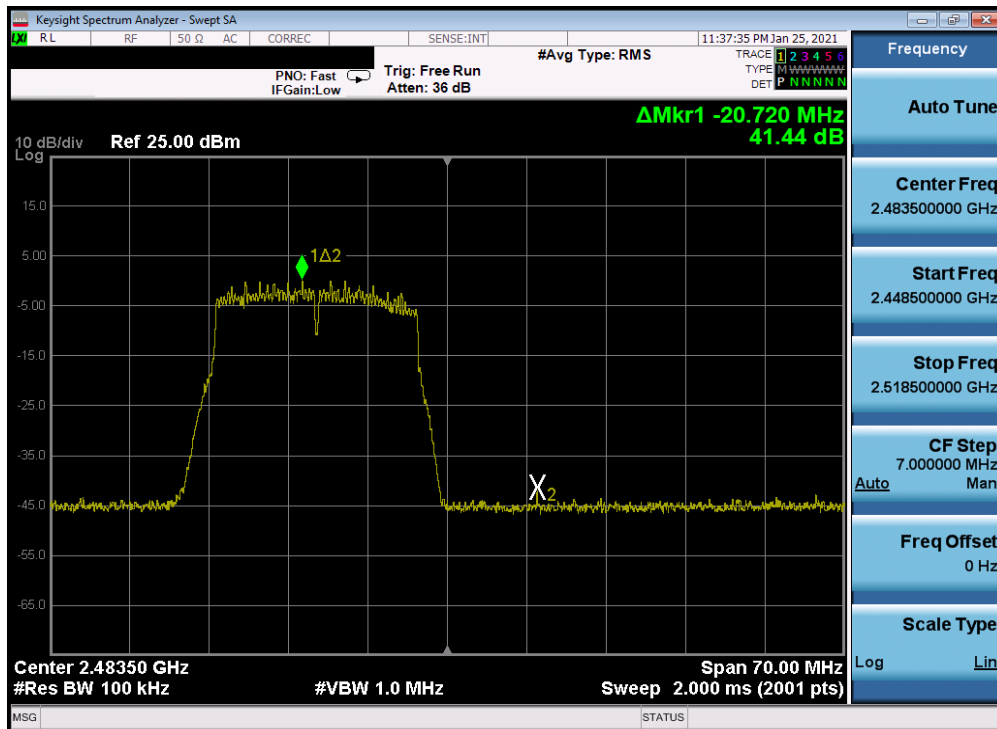 Keysight Spectrum Analyzer - Swept SA
LXI RL RF 50 Ω AC CORREC SENSE:INT 11:37:35 PM Jan 25, 2021
#Avg Type: RMS
PNO: Fast Trig: Free Run
IFGain:Low Atten: 36 dB
TRACE 1 2 3 4 5 6
TYPE M WWWWW
DET P N N N N N
ΔMkr1 -20.720 MHz
41.44 dB
10 dB/div Ref 25.00 dBm
Log
15.0
5.00
-5.00
-15.0
-25.0
-35.0
-45.0
-55.0
-65.0
1Δ2
X2
Center 2.48350 GHz Span 70.00 MHz
#Res BW 100 kHz #VBW 1.0 MHz Sweep 2.000 ms (2001 pts)
MSG STATUS
Frequency
Auto Tune
Center Freq
2.483500000 GHz
Start Freq
2.448500000 GHz
Stop Freq
2.518500000 GHz
CF Step
7.000000 MHz
Auto Man
Freq Offset
0 Hz
Scale Type
Log Lin